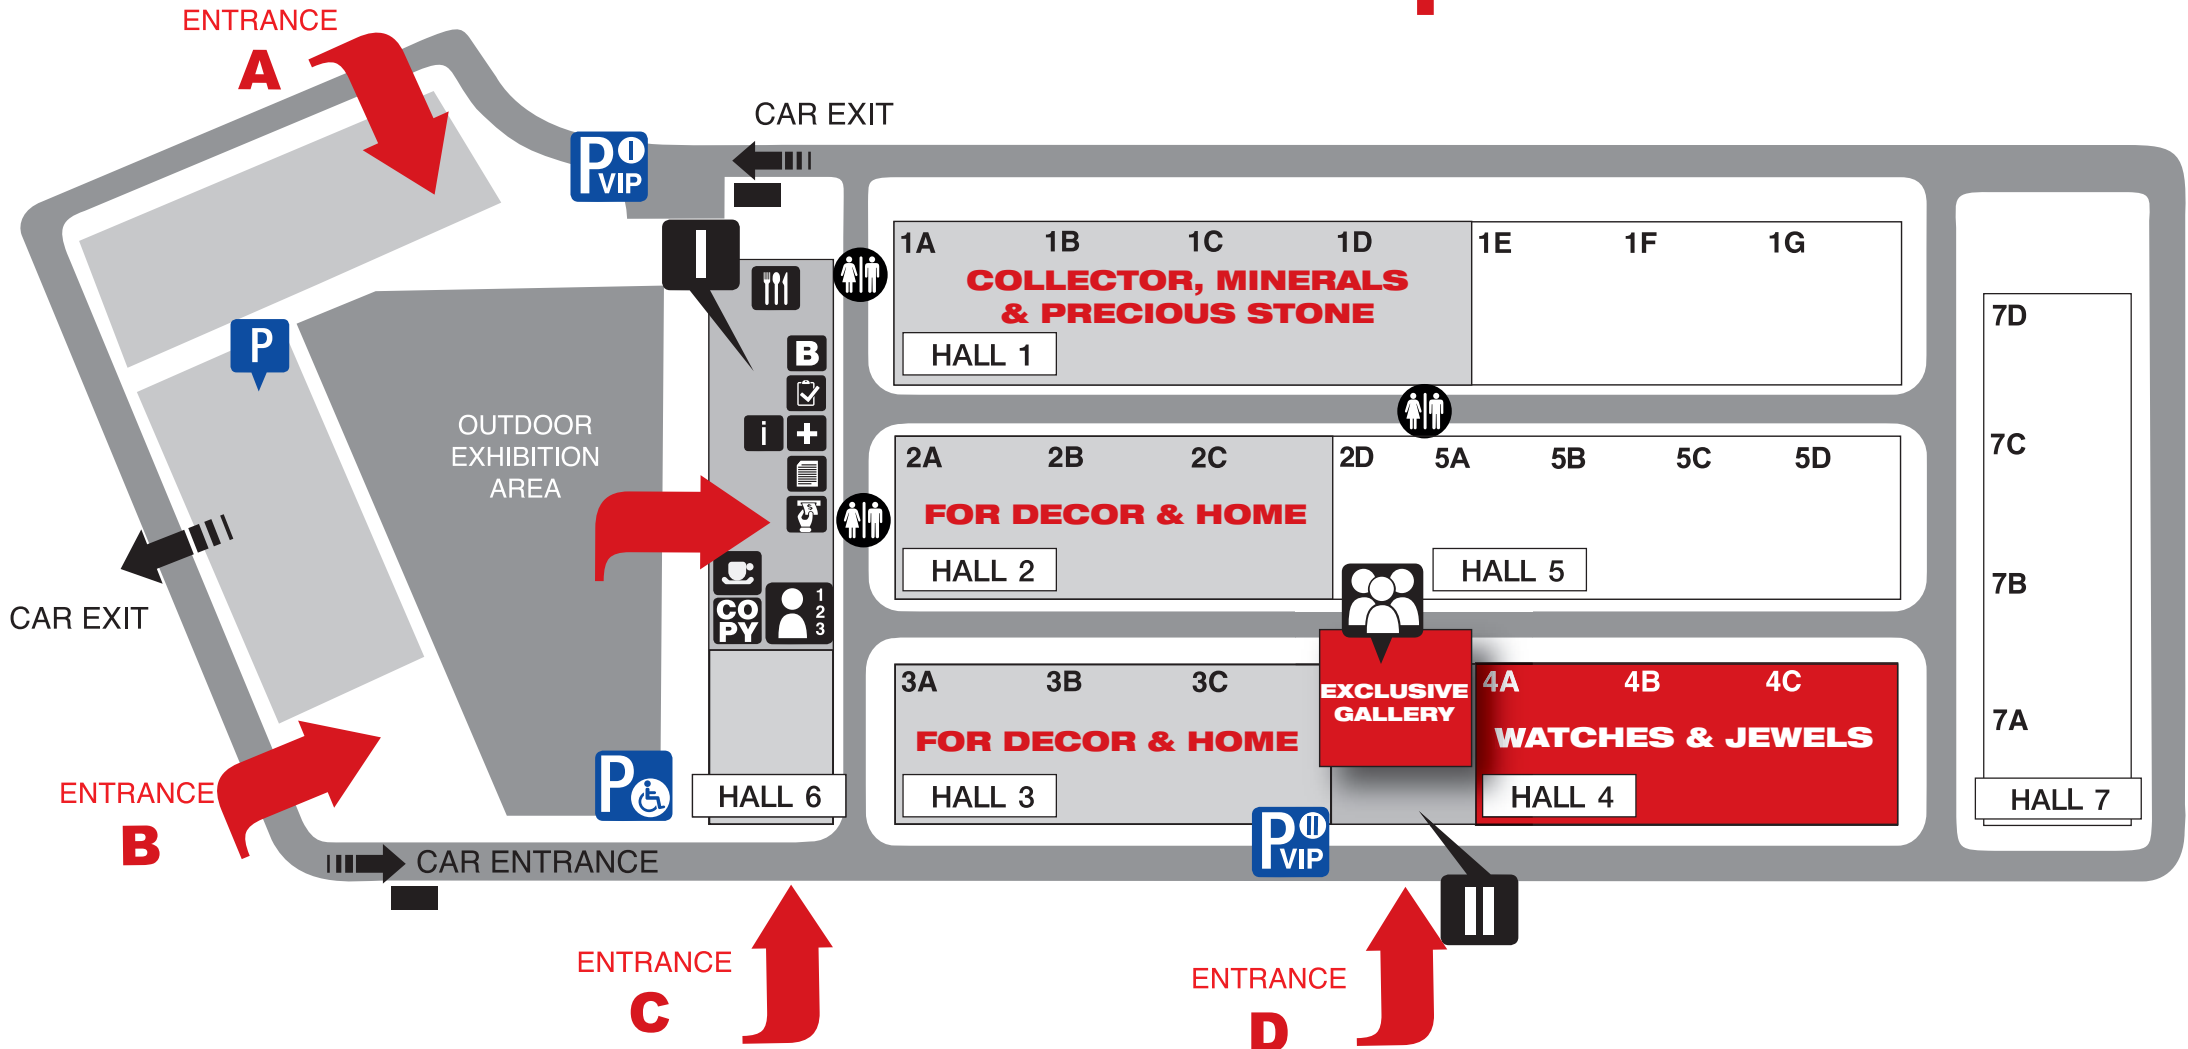 ENTRANCE
A
CAR EXIT
P I
VIP
I
1A 1B 1C 1D 1E 1F 1G
COLLECTOR, MINERALS
& PRECIOUS STONE
HALL 1
P
B
i
OUTDOOR
EXHIBITION
AREA
2A 2B 2C 2D 5A 5B 5C 5D
FOR DECOR & HOME
HALL 2
HALL 5
CAR EXIT
CO
PY
1
2
3
3A 3B 3C
FOR DECOR & HOME
HALL 3
EXCLUSIVE
GALLERY
4A 4B 4C
WATCHES & JEWELS
HALL 4
7D
7C
7B
7A
HALL 7
HALL 6
P
ENTRANCE
B
CAR ENTRANCE
P II
VIP
II
ENTRANCE
C
ENTRANCE
D